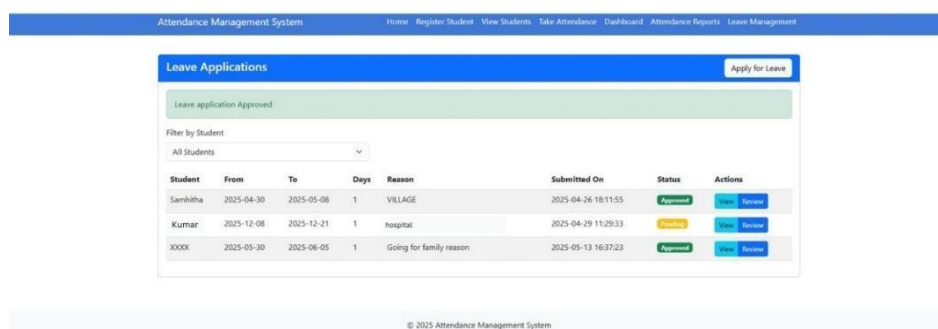 Attendance Management System Home Register Student View Students Take Attendance Dashboard Attendance Reports Leave Management
Leave Applications Apply for Leave
Leave application Approved
Filter by Student
All Students
Student From To Days Reason Submitted On Status Actions
Samhitha 2025-04-30 2025-05-08 1 VILLAGE 2025-04-26 18:11:55 Approved View Review
Kumar 2025-12-08 2025-12-21 1 hospital 2025-04-29 11:29:33 Pending View Review
XXXX 2025-05-30 2025-06-05 1 Going for family reason 2025-05-13 16:37:23 Approved View Review
© 2025 Attendance Management System